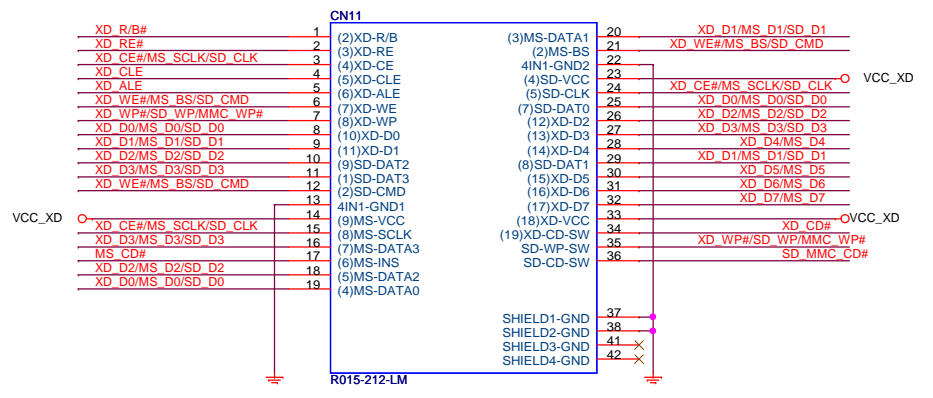 CN11
XD_R/B# 1 (2)XD-R/B (3)MS-DATA1 20 XD_D1/MS_D1/SD_D1
XD_RE# 2 (3)XD-RE (2)MS-BS 21 XD_WE#/MS_BS/SD_CMD
XD_CE#/MS_SCLK/SD_CLK 3 (4)XD-CE 4IN1-GND2 22
XD_CLE 4 (5)XD-CLE (4)SD-VCC 23 VCC_XD
XD_ALE 5 (6)XD-ALE (5)SD-CLK 24 XD_CE#/MS_SCLK/SD_CLK
XD_WE#/MS_BS/SD_CMD 6 (7)XD-WE (7)SD-DAT0 25 XD_D0/MS_D0/SD_D0
XD_WP#/SD_WP/MMC_WP# 7 (8)XD-WP (12)XD-D2 26 XD_D2/MS_D2/SD_D2
XD_D0/MS_D0/SD_D0 8 (10)XD-D0 (13)XD-D3 27 XD_D3/MS_D3/SD_D3
XD_D1/MS_D1/SD_D1 9 (11)XD-D1 (14)XD-D4 28 XD_D4/MS_D4
XD_D2/MS_D2/SD_D2 10 (9)SD-DAT2 (8)SD-DAT1 29 XD_D1/MS_D1/SD_D1
XD_D3/MS_D3/SD_D3 11 (1)SD-DAT3 (15)XD-D5 30 XD_D5/MS_D5
XD_WE#/MS_BS/SD_CMD 12 (2)SD-CMD (16)XD-D6 31 XD_D6/MS_D6
13 4IN1-GND1 (17)XD-D7 32 XD_D7/MS_D7
VCC_XD 14 (9)MS-VCC (18)XD-VCC 33 VCC_XD
XD_CE#/MS_SCLK/SD_CLK 15 (8)MS-SCLK (19)XD-CD-SW 34 XD_CD#
XD_D3/MS_D3/SD_D3 16 (7)MS-DATA3 SD-WP-SW 35 XD_WP#/SD_WP/MMC_WP#
MS_CD# 17 (6)MS-INS SD-CD-SW 36 SD_MMC_CD#
XD_D2/MS_D2/SD_D2 18 (5)MS-DATA2
XD_D0/MS_D0/SD_D0 19 (4)MS-DATA0
SHIELD1-GND 37
SHIELD2-GND 38
SHIELD3-GND 41
SHIELD4-GND 42
R015-212-LM